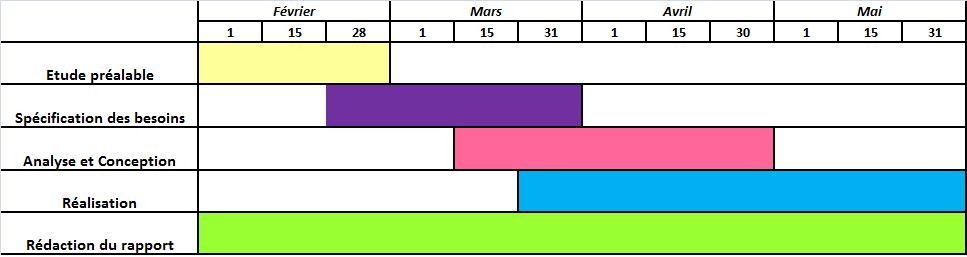 Février Mars Avril Mai
1 15 28 1 15 31 1 15 30 1 15 31
Etude préalable
Spécification des besoins
Analyse et Conception
Réalisation
Rédaction du rapport